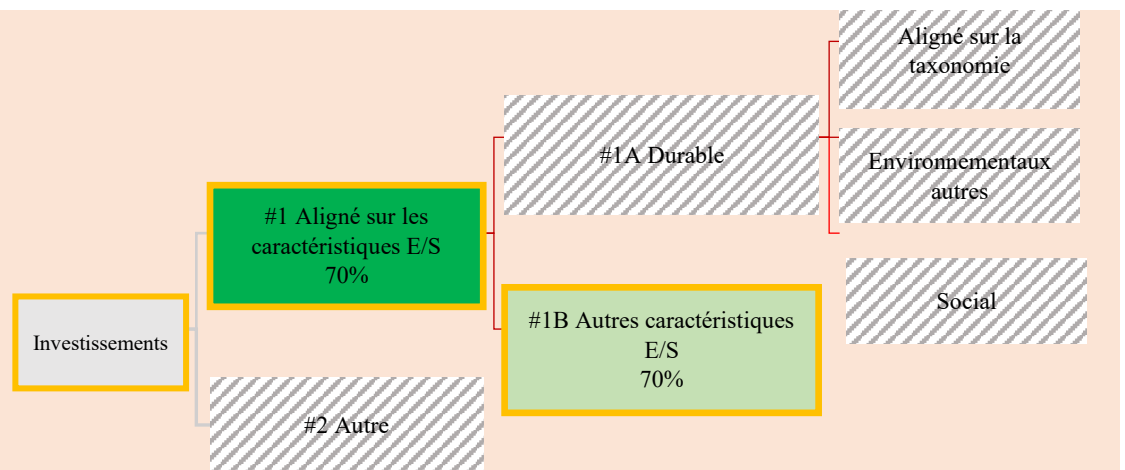 Aligné sur la
taxonomie
#1A Durable
Environnementaux
autres
#1 Aligné sur les
caractéristiques E/S
70%
Social
#1B Autres caractéristiques
E/S
70%
Investissements
#2 Autre